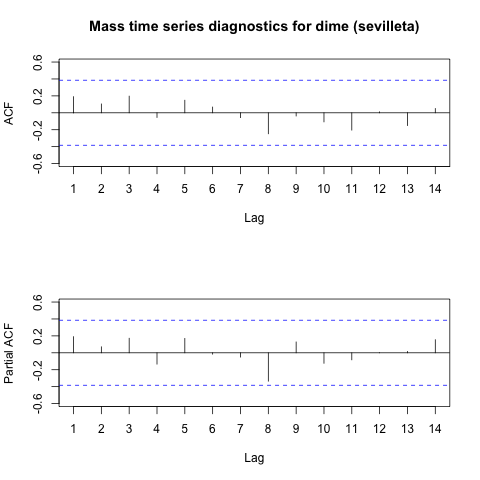 Mass time series diagnostics for dime (sevilleta)
ACF
0.6
0.2
-0.2
-0.6
1 2 3 4 5 6 7 8 9 10 11 12 13 14
Lag
Partial ACF
0.6
0.2
-0.2
-0.6
1 2 3 4 5 6 7 8 9 10 11 12 13 14
Lag